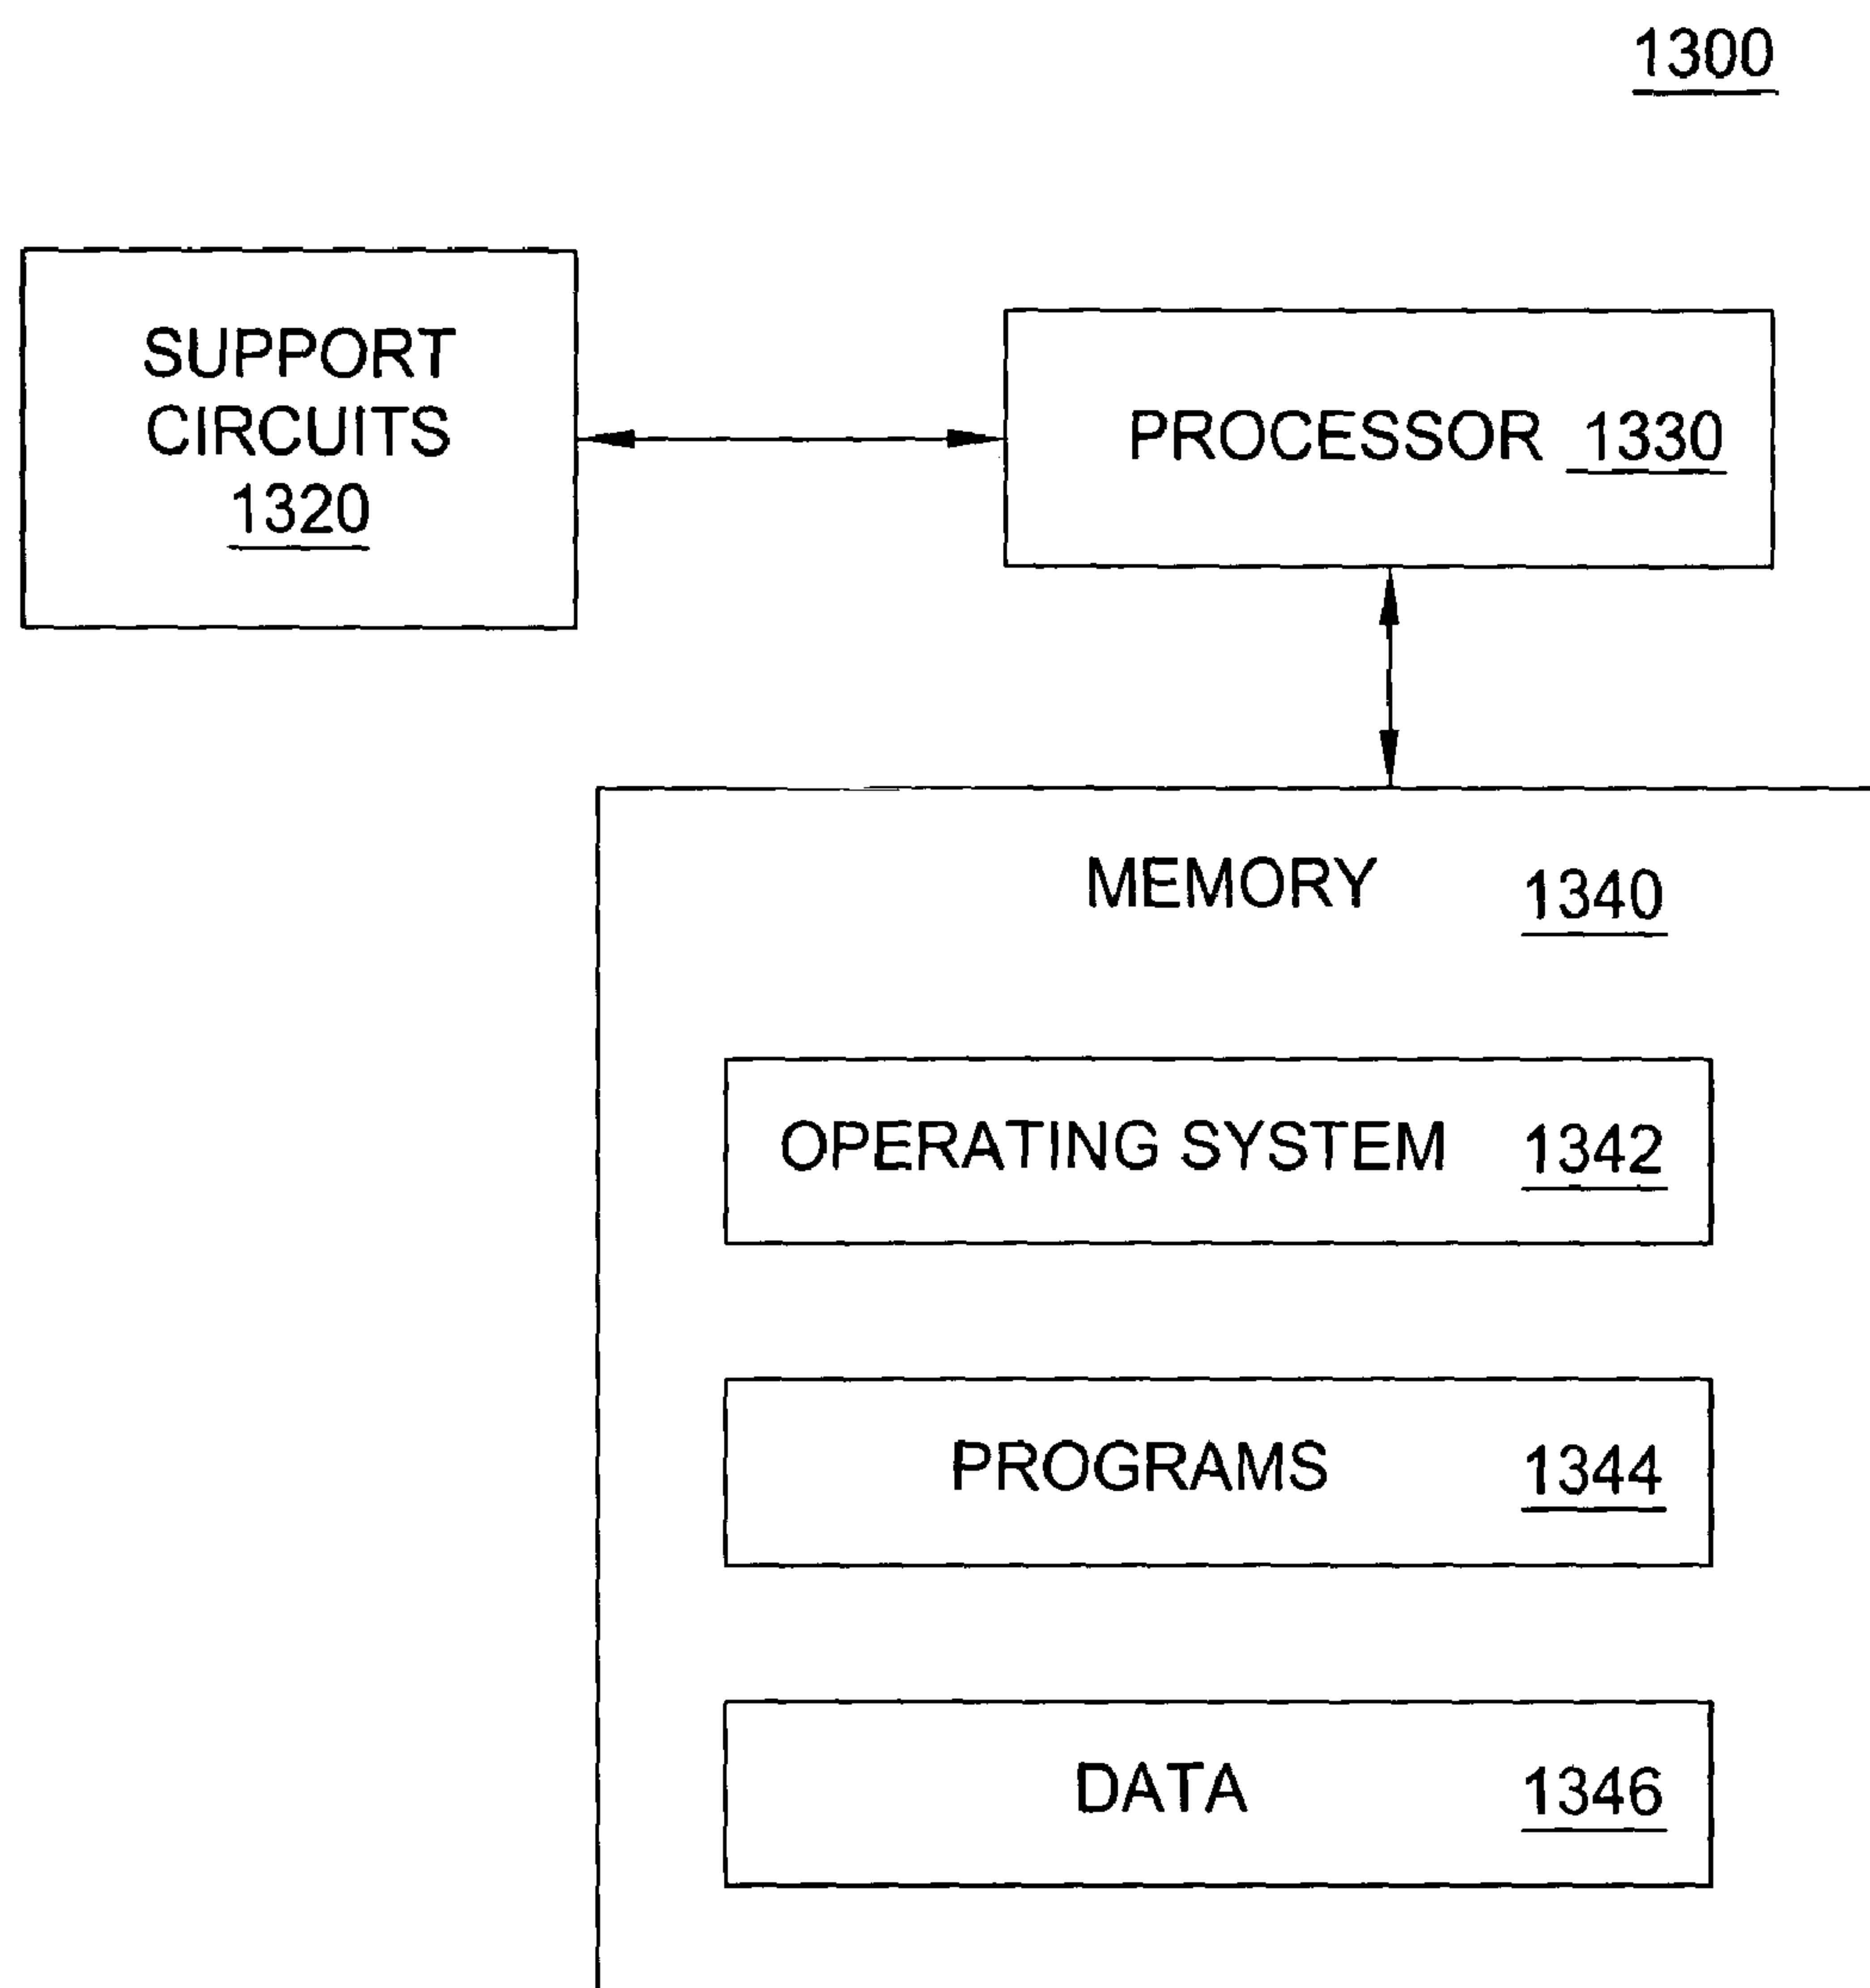 1300
SUPPORT
CIRCUITS
1320
PROCESSOR 1330
MEMORY 1340
OPERATING SYSTEM 1342
PROGRAMS 1344
DATA 1346